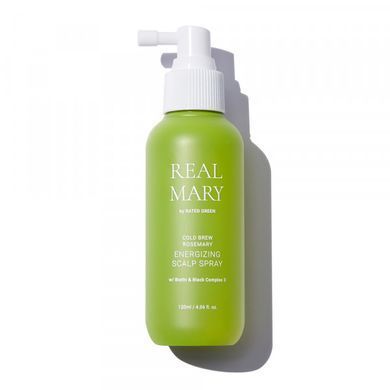 REAL
MARY
by RATED GREEN
COLD BREW
ROSEMARY
ENERGIZING
SCALP SPRAY
w/ Biotin & Black Complex 3
120ml / 4.06 fl. oz.